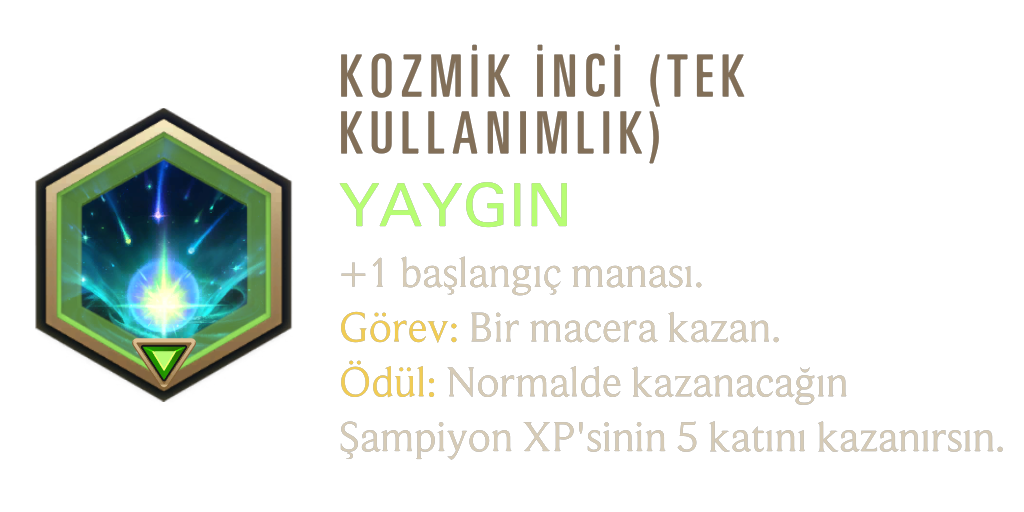 KOZMİK İNCİ (TEK
KULLANIMLIK)
YAYGIN
+1 başlangıç manası.
Görev: Bir macera kazan.
Ödül: Normalde kazanacağın
Şampiyon XP'sinin 5 katını kazanırsın.